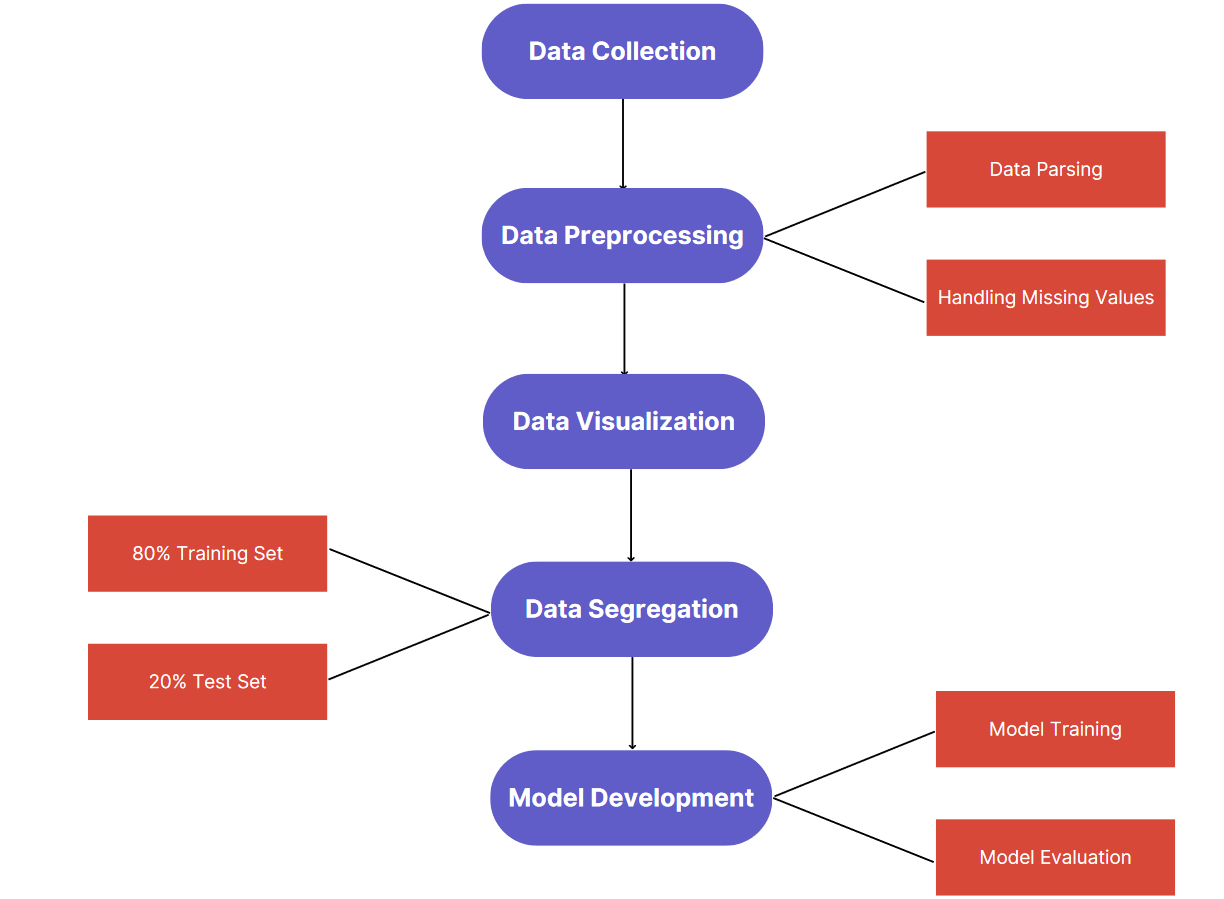 Data Collection
Data Parsing
Data Preprocessing
Handling Missing Values
Data Visualization
80% Training Set
Data Segregation
20% Test Set
Model Training
Model Development
Model Evaluation